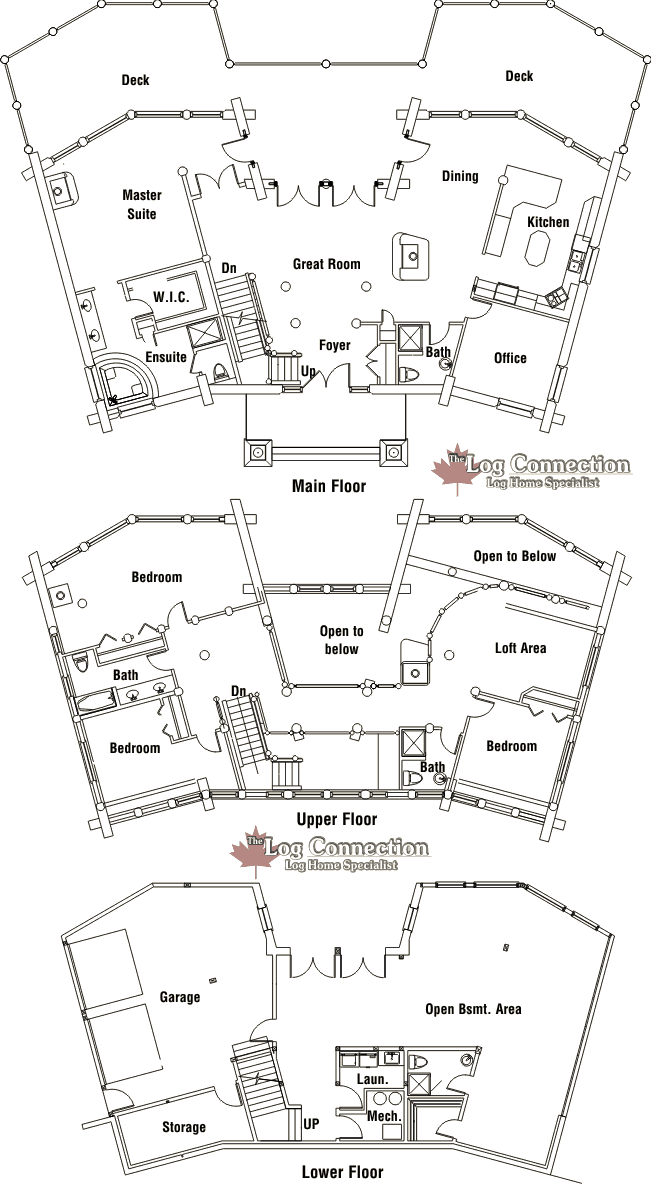 Deck
Deck
Dining
Master
Suite
Kitchen
Dn
Great Room
W.I.C.
Foyer
Bath
Ensuite
Office
Up
The
Log Connection
Log Home Specialist
Main Floor
Open to Below
Bedroom
Open to
below
Loft Area
Bath
Dn
Bedroom
Bedroom
Bath
Upper Floor
The
Log Connection
Log Home Specialist
Garage
Open Bsmt. Area
Laun.
Mech.
Storage
UP
Lower Floor